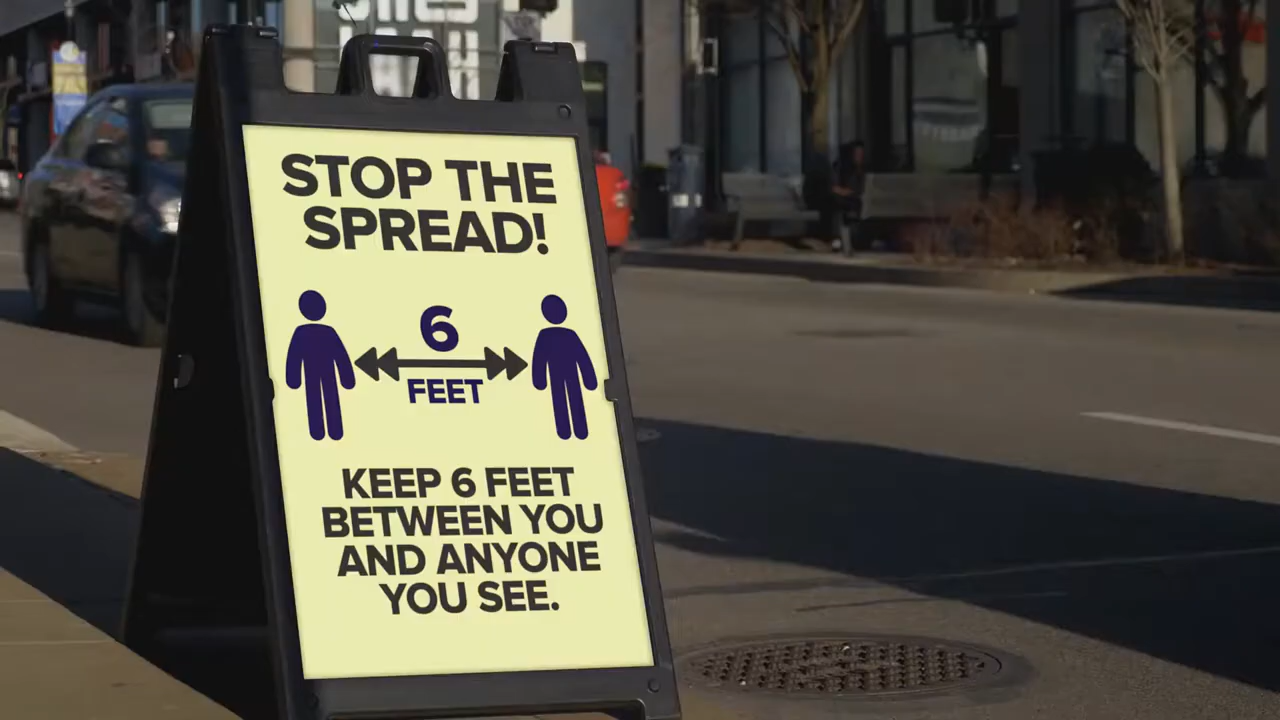 STOP THE
SPREAD!
6
FEET
KEEP 6 FEET
BETWEEN YOU
AND ANYONE
YOU SEE.